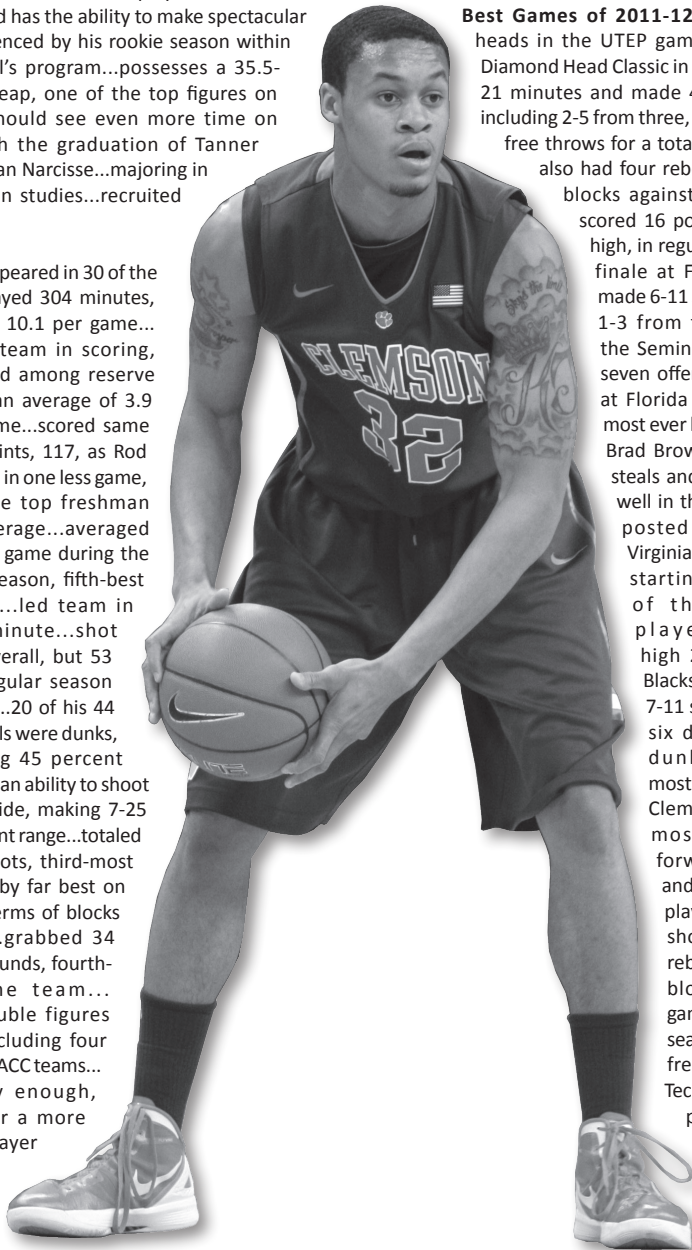 d has the ability to make spectacular
enced by his rookie season within
l’s program...possesses a 35.5-
eap, one of the top figures on
hould see even more time on
h the graduation of Tanner
an Narcisse...majoring in
n studies...recruited
peared in 30 of the
yed 304 minutes,
10.1 per game...
team in scoring,
d among reserve
an average of 3.9
me...scored same
ints, 117, as Rod
in one less game,
e top freshman
erage...averaged
game during the
eason, fifth-best
...led team in
inute...shot
erall, but 53
gular season
...20 of his 44
ls were dunks,
g 45 percent
an ability to shoot
ide, making 7-25
nt range...totaled
ots, third-most
by far best on
erms of blocks
.grabbed 34
unds, fourth-
ne team...
uble figures
cluding four
ACC teams...
y enough,
r a more
ayer
CLEMSON
32
Best Games of 2011-12
heads in the UTEP gam
Diamond Head Classic in
21 minutes and made 4
including 2-5 from three,
free throws for a tota
also had four reb
blocks against
scored 16 po
high, in regu
finale at F
made 6-11
1-3 from t
the Semin
seven offe
at Florida
most ever b
Brad Brow
steals and
well in th
posted
Virginia
starting
of th
playe
high 2
Blacks
7-11 s
six d
dunk
most
Clem
mos
forw
and
play
sho
reb
blo
gan
sea
fre
Tec
p